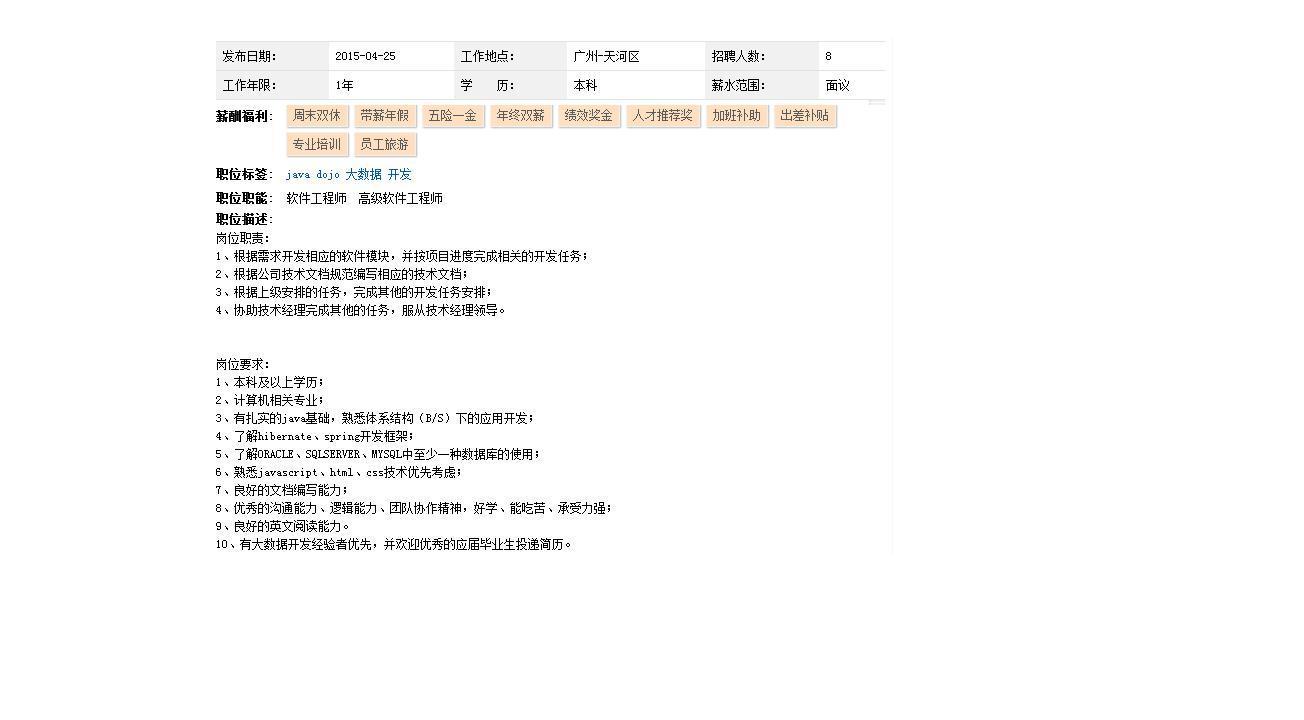 发布日期： 2015-04-25 工作地点： 广州-天河区 招聘人数： 8
工作年限： 1年 学　　历： 本科 薪水范围： 面议
薪酬福利： 周末双休 带薪年假 五险一金 年终双薪 绩效奖金 人才推荐奖 加班补助 出差补贴
专业培训 员工旅游
职位标签： java dojo 大数据 开发
职位职能： 软件工程师 高级软件工程师
职位描述：
岗位职责：
1、根据需求开发相应的软件模块，并按项目进度完成相关的开发任务；
2、根据公司技术文档规范编写相应的技术文档；
3、根据上级安排的任务，完成其他的开发任务安排；
4、协助技术经理完成其他的任务，服从技术经理领导。
岗位要求：
1、本科及以上学历；
2、计算机相关专业；
3、有扎实的java基础，熟悉体系结构（B/S）下的应用开发；
4、了解hibernate、spring开发框架；
5、了解ORACLE、SQLSERVER、MYSQL中至少一种数据库的使用；
6、熟悉javascript、html、css技术优先考虑；
7、良好的文档编写能力；
8、优秀的沟通能力、逻辑能力、团队协作精神，好学、能吃苦、承受力强；
9、良好的英文阅读能力。
10、有大数据开发经验者优先，并欢迎优秀的应届毕业生投递简历。